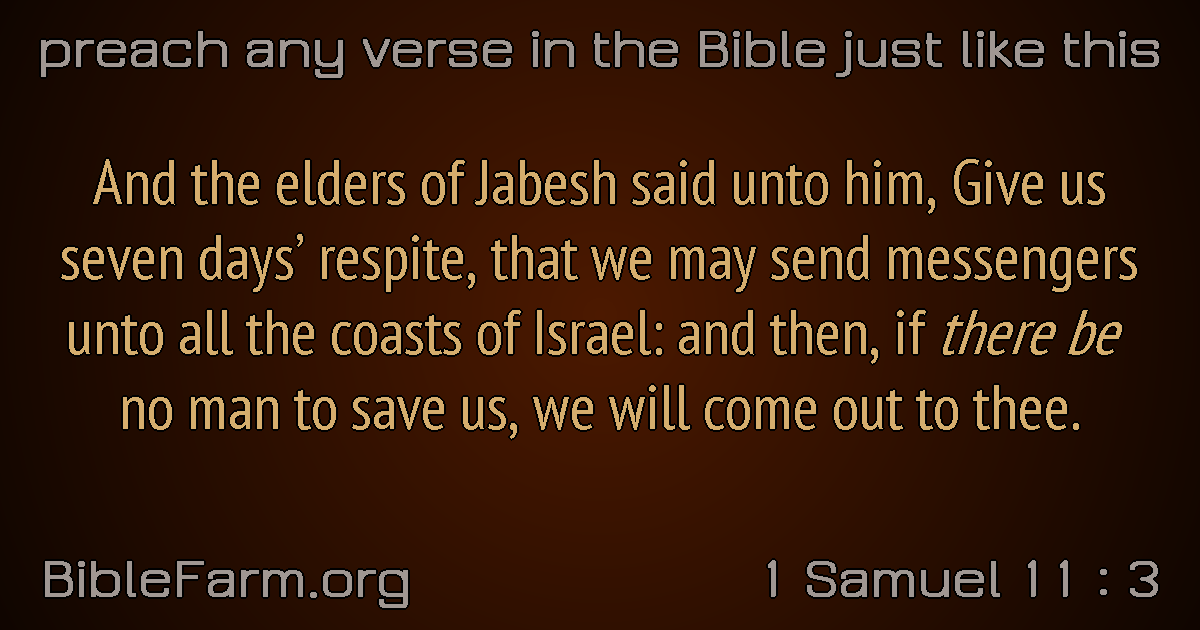 preach any verse in the Bible just like this
And the elders of Jabesh said unto him, Give us
seven days’ respite, that we may send messengers
unto all the coasts of Israel: and then, if there be
no man to save us, we will come out to thee.
BibleFarm.org
1 Samuel 11 : 3